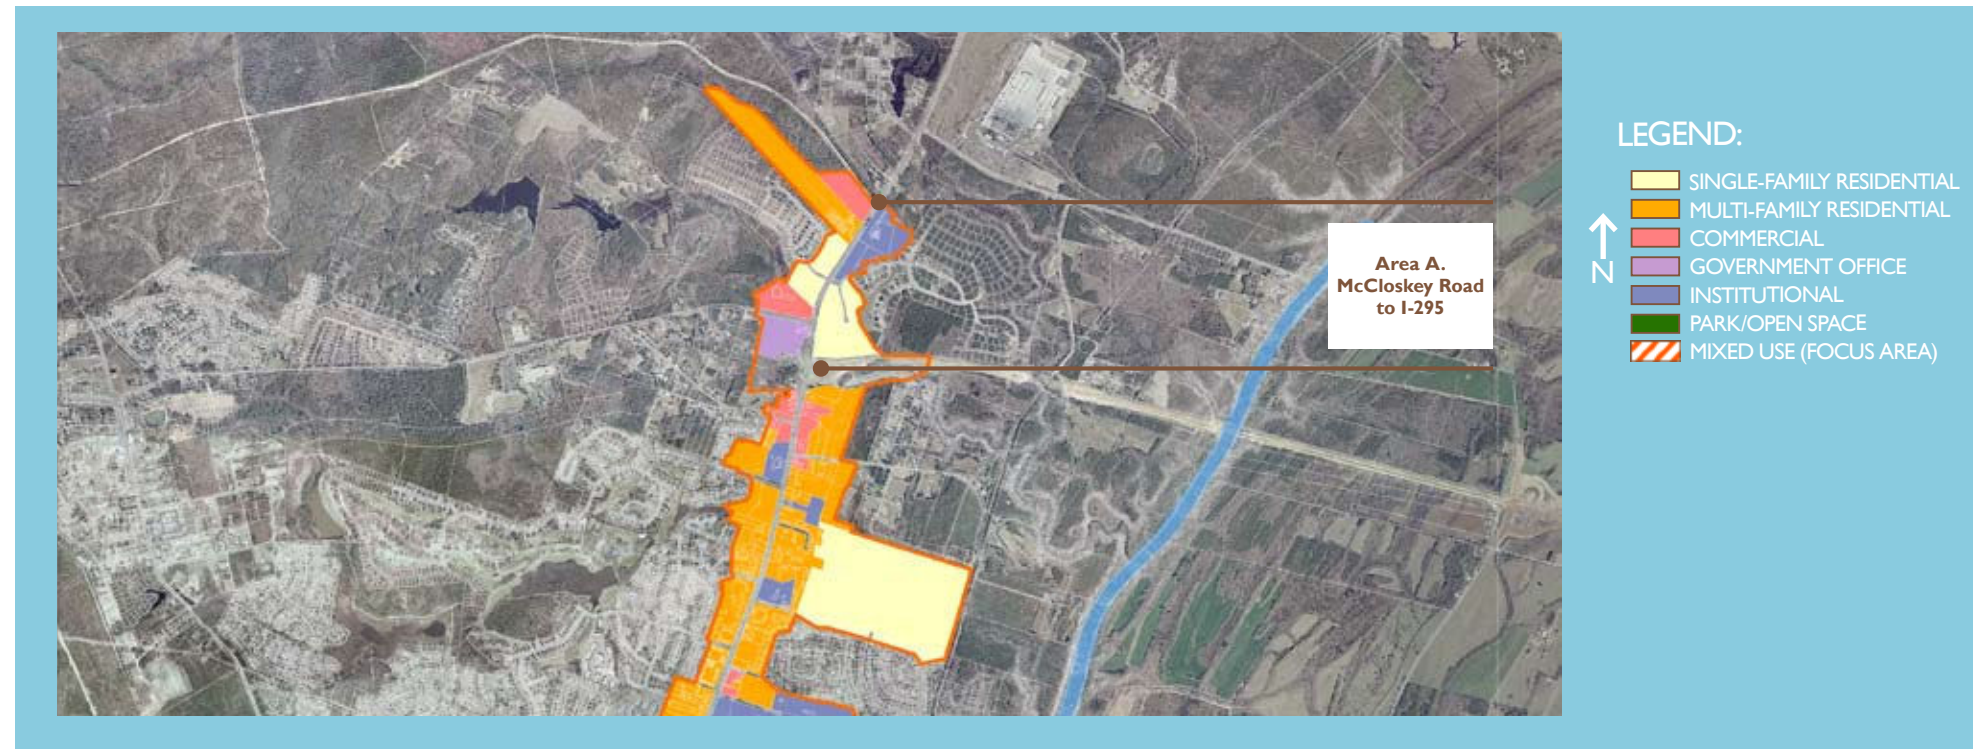 Area A.
McCloskey Road
to I-295
LEGEND:
SINGLE-FAMILY RESIDENTIAL
MULTI-FAMILY RESIDENTIAL
COMMERCIAL
GOVERNMENT OFFICE
INSTITUTIONAL
PARK/OPEN SPACE
MIXED USE (FOCUS AREA)
N